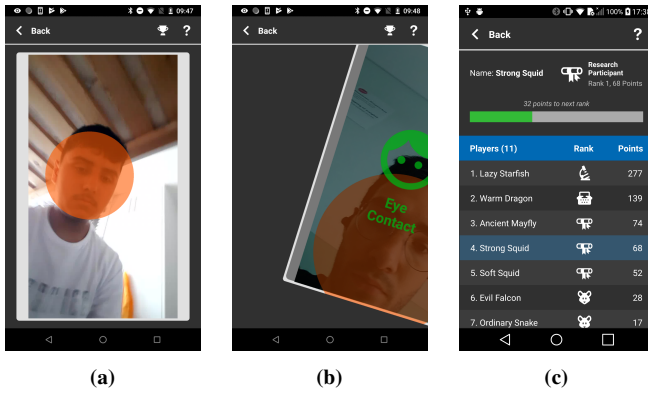 09:47
Back
?
09:48
Back
?
Eye
Contact
100% 17:38
Back
?
Name: Strong Squid
Research
Participant
Rank 1, 68 Points
32 points to next rank
Players (11) Rank Points
1. Lazy Starfish 277
2. Warm Dragon 139
3. Ancient Mayfly 74
4. Strong Squid 68
5. Soft Squid 52
6. Evil Falcon 28
7. Ordinary Snake 17
(a)
(b)
(c)